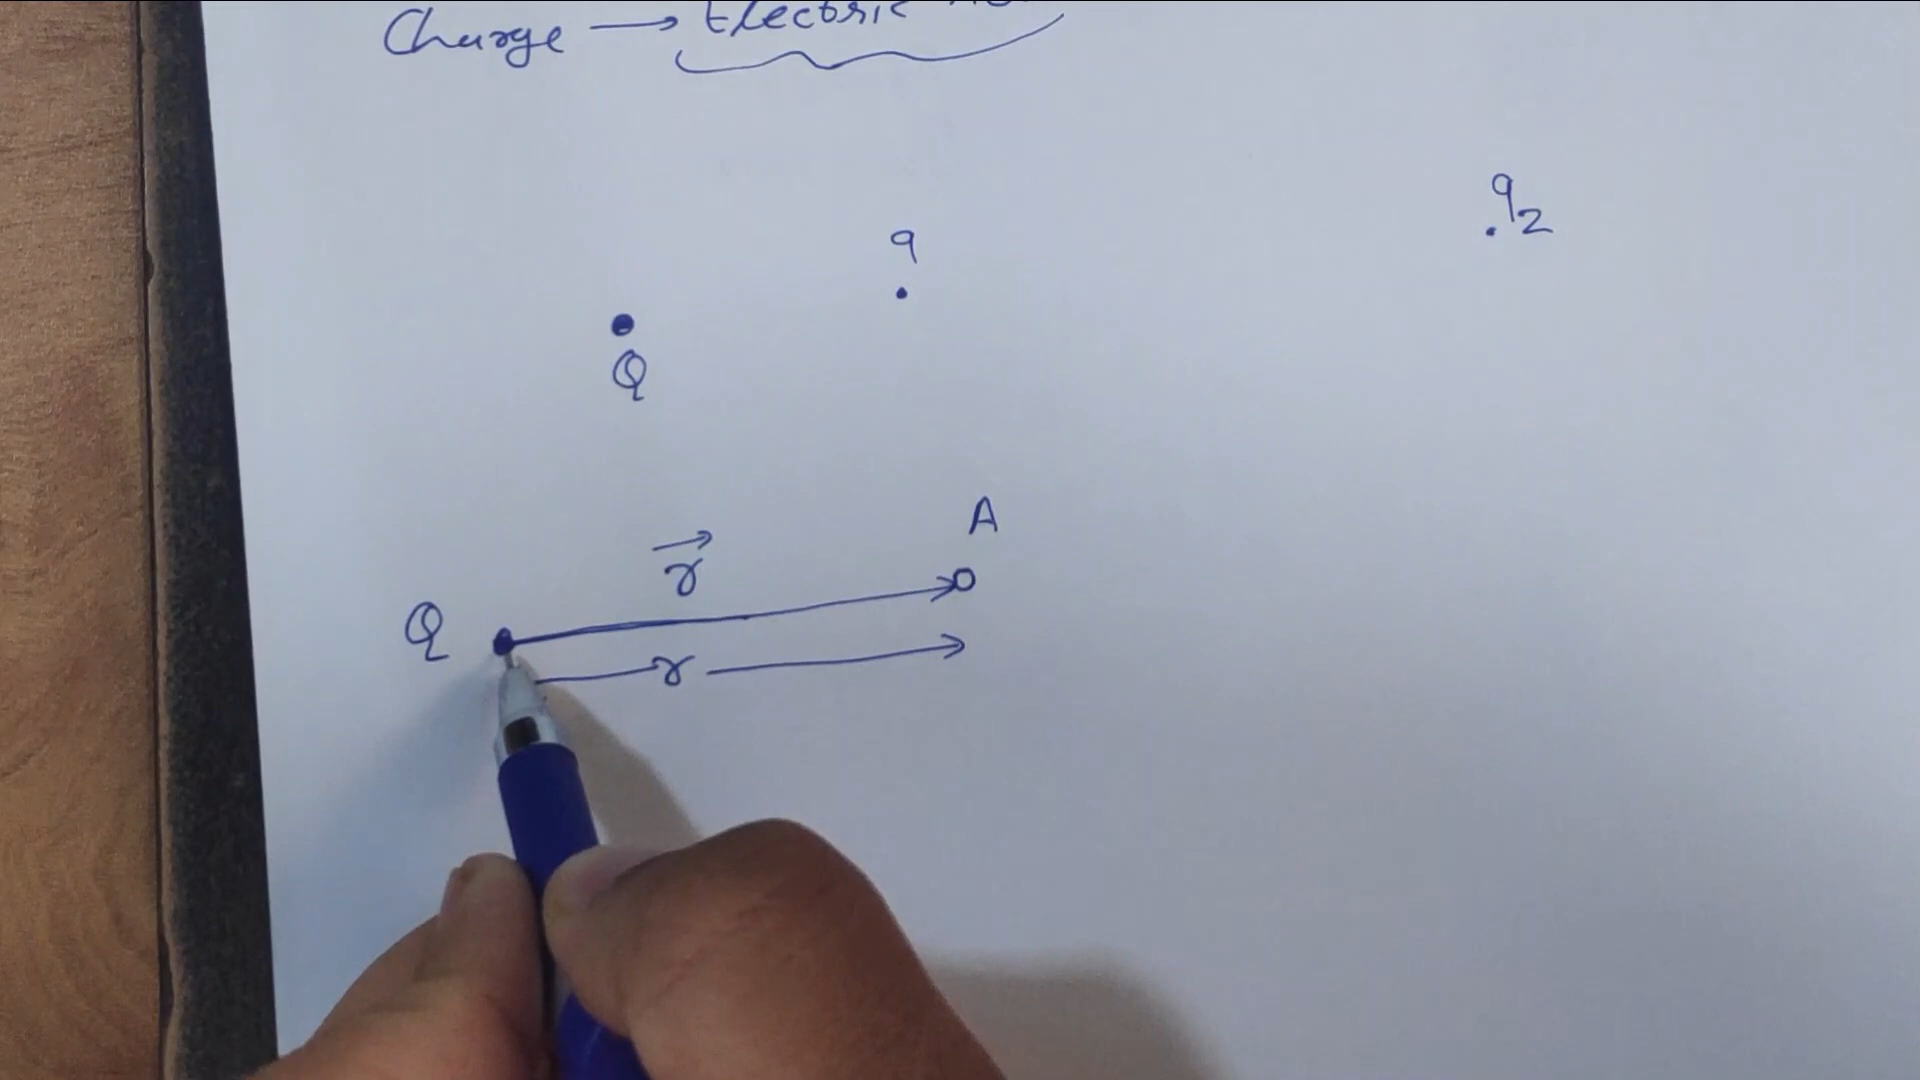 Charge → Electric
q2
q
Q
A
r
Q
r